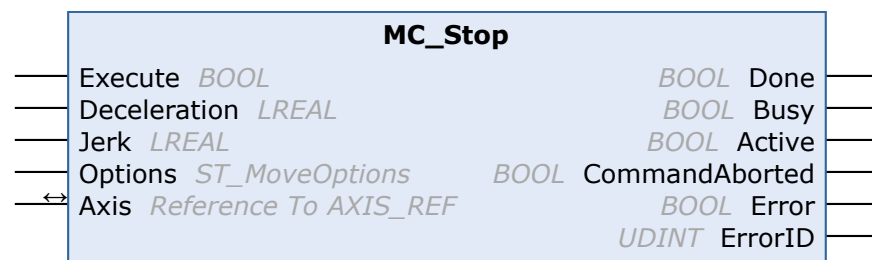 MC_Stop
Execute BOOL BOOL Done
Deceleration LREAL BOOL Busy
Jerk LREAL BOOL Active
Options ST_MoveOptions BOOL CommandAborted
Axis Reference To AXIS_REF BOOL Error
UDINT ErrorID